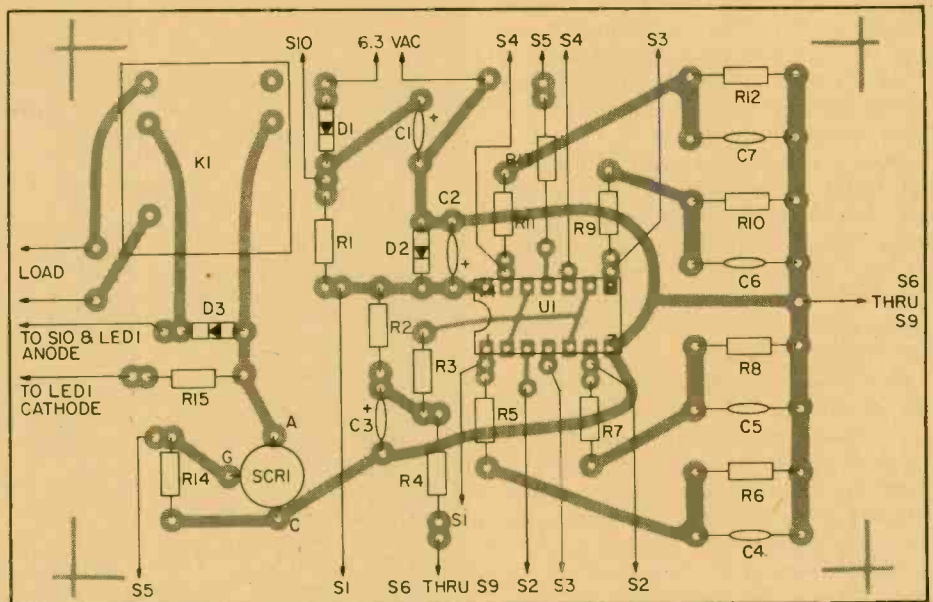 S10
6.3 VAC
S4
S5
S4
S3
R12
D1
C1
+
C7
K1
R11
R9
R10
C2
R1
D2
+
C6
LOAD
U1
S6
THRU
S9
D3
TO S10 & LED1
ANODE
R2
R3
R8
R15
TO LED1
CATHODE
+
C3
R5
R7
C5
A
G
SCR1
R14
R4
R6
C
S1
C4
S5
S1
S6 THRU S9
S2
S3
S2